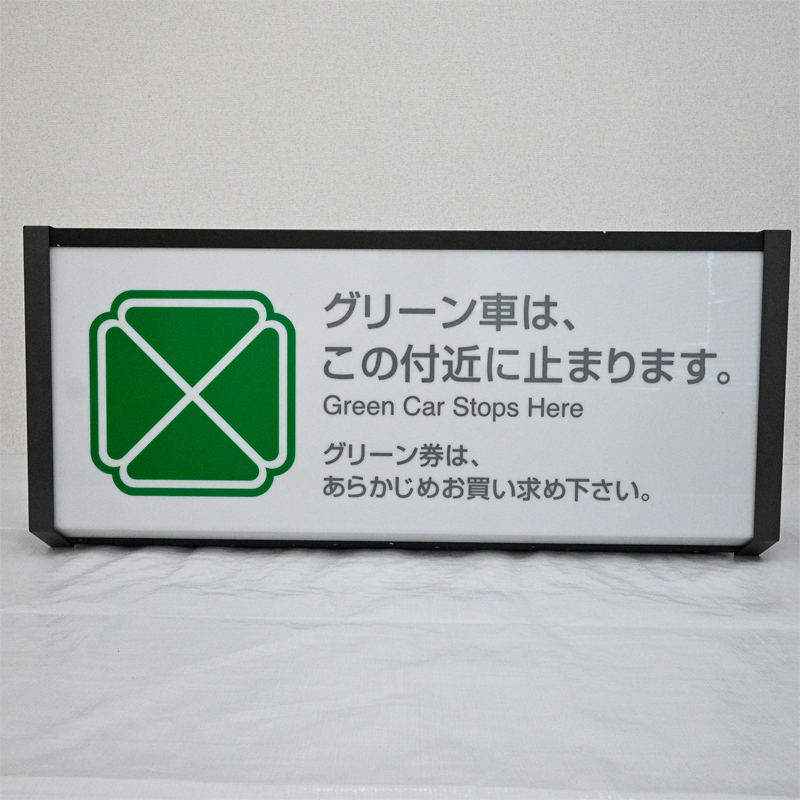 グリーン車は、
この付近に止まります。
Green Car Stops Here
グリーン券は、
あらかじめお買い求め下さい。